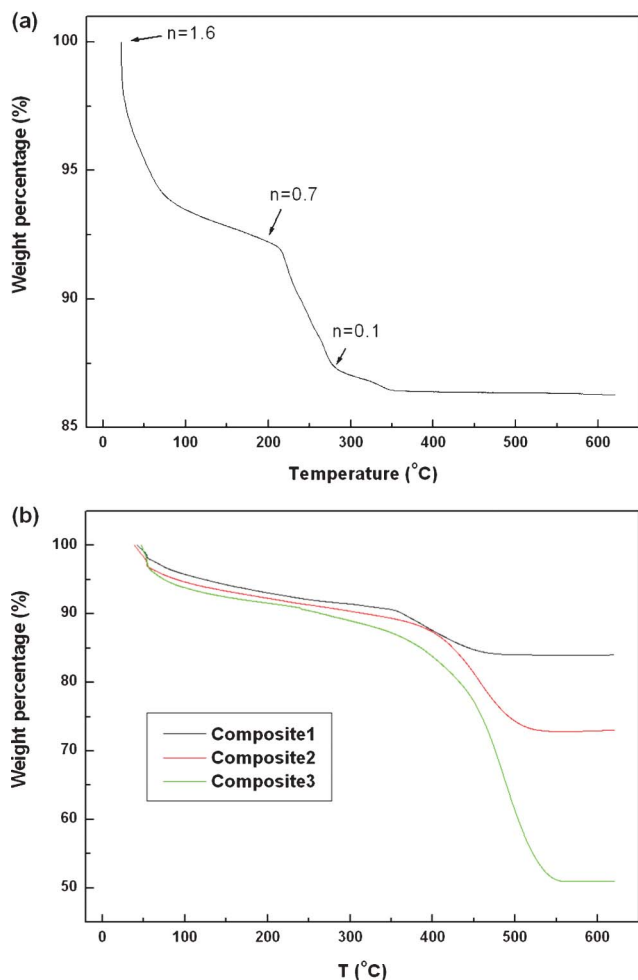 (a)
100
n=1.6
95
n=0.7
90
n=0.1
85
0 100 200 300 400 500 600
Weight percentage (%)
Temperature (°C)
(b)
100
90
80
70
60
50
Composite1
Composite2
Composite3
0 100 200 300 400 500 600
Weight percentage (%)
T (°C)